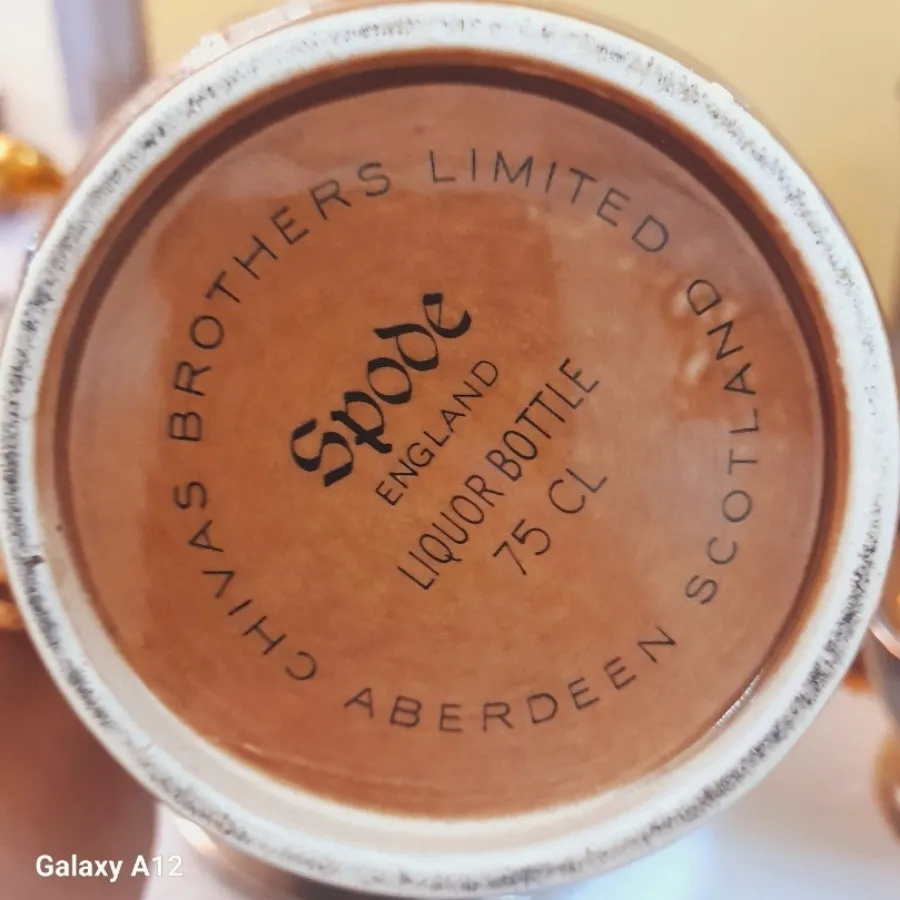 CHIVAS BROTHERS LIMITED
ABERDEEN SCOTLAND
Spode
ENGLAND
LIQUOR BOTTLE
75 CL
Galaxy A12